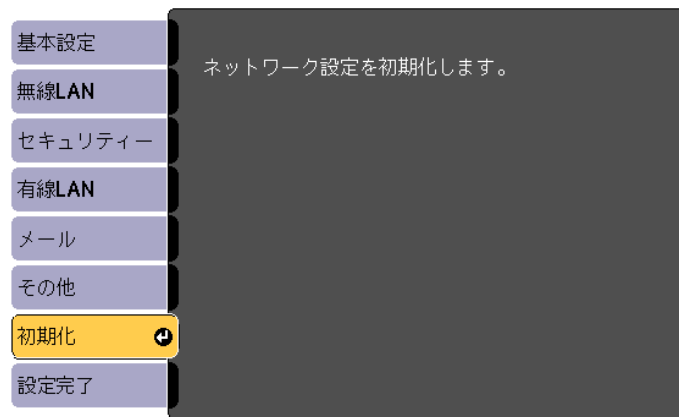 基本設定
無線LAN
セキュリティー
有線LAN
メール
その他
初期化
設定完了
ネットワーク設定を初期化します。